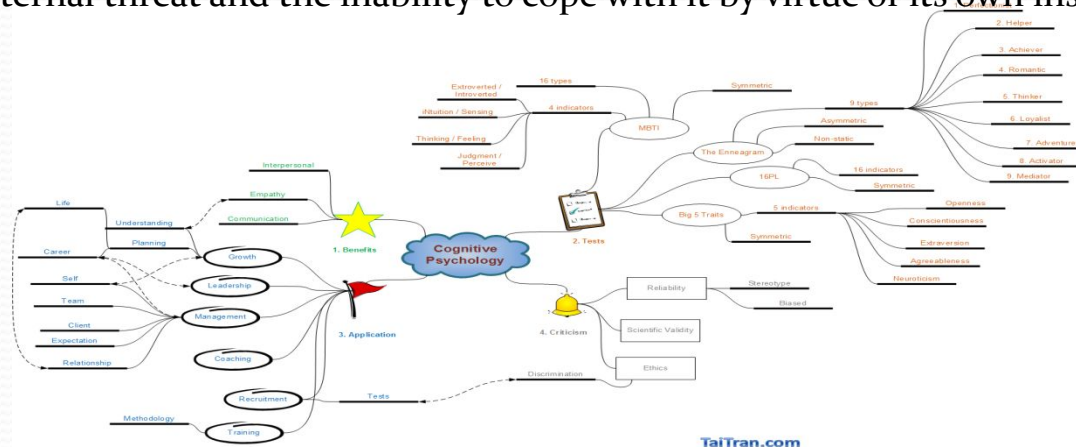 ternal threat and the inability to cope with it by virtue of its own ins
2. Helper
3. Achiever
4. Romantic
5. Thinker
6. Loyalist
7. Adventure
8. Activator
9. Mediator
9 types
Asymmetric
Non-static
The Enneagram
16 types
Symmetric
Extroverted /
Introverted
4 indicators
Intuition / Sensing
Thinking / Feeling
Judgment /
Perceive
MBTI
16PL
16 indicators
Symmetric
Big 5 Traits
5 indicators
Symmetric
Openness
Conscientiousness
Extraversion
Agreeableness
Neuroticism
2. Tests
Interpersonal
Empathy
Communication
1. Benefits
Cognitive
Psychology
Life
Understanding
Career
Planning
Growth
Self
Leadership
Team
Management
Client
Expectation
Relationship
3. Application
Coaching
Recruitment
Tests
Methodology
Training
4. Criticism
Reliability
Stereotype
Biased
Scientific Validity
Ethics
Discrimination
TaiTran.com